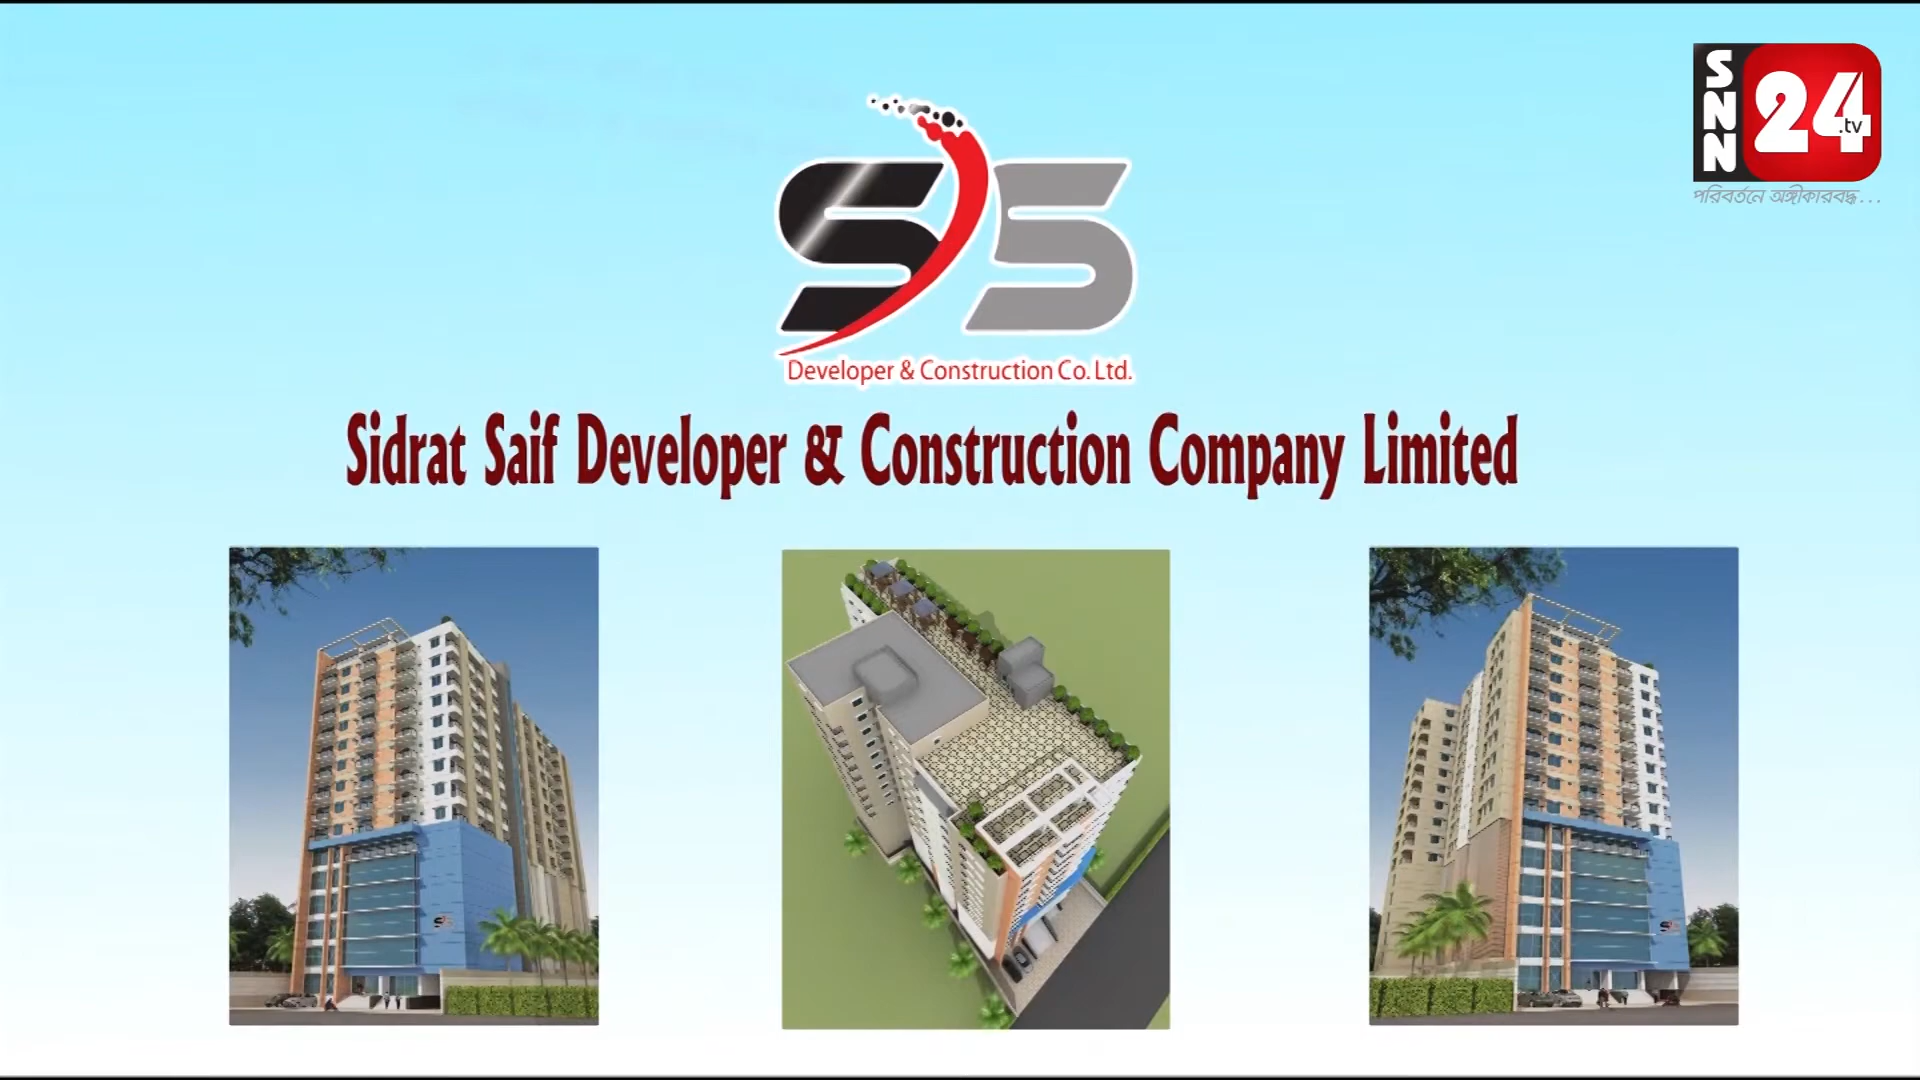 SNN
24
.tv
পরিবর্তনে অঙ্গীকারবদ্ধ...
SS
Developer & Construction Co. Ltd.
Sidrat Saif Developer & Construction Company Limited